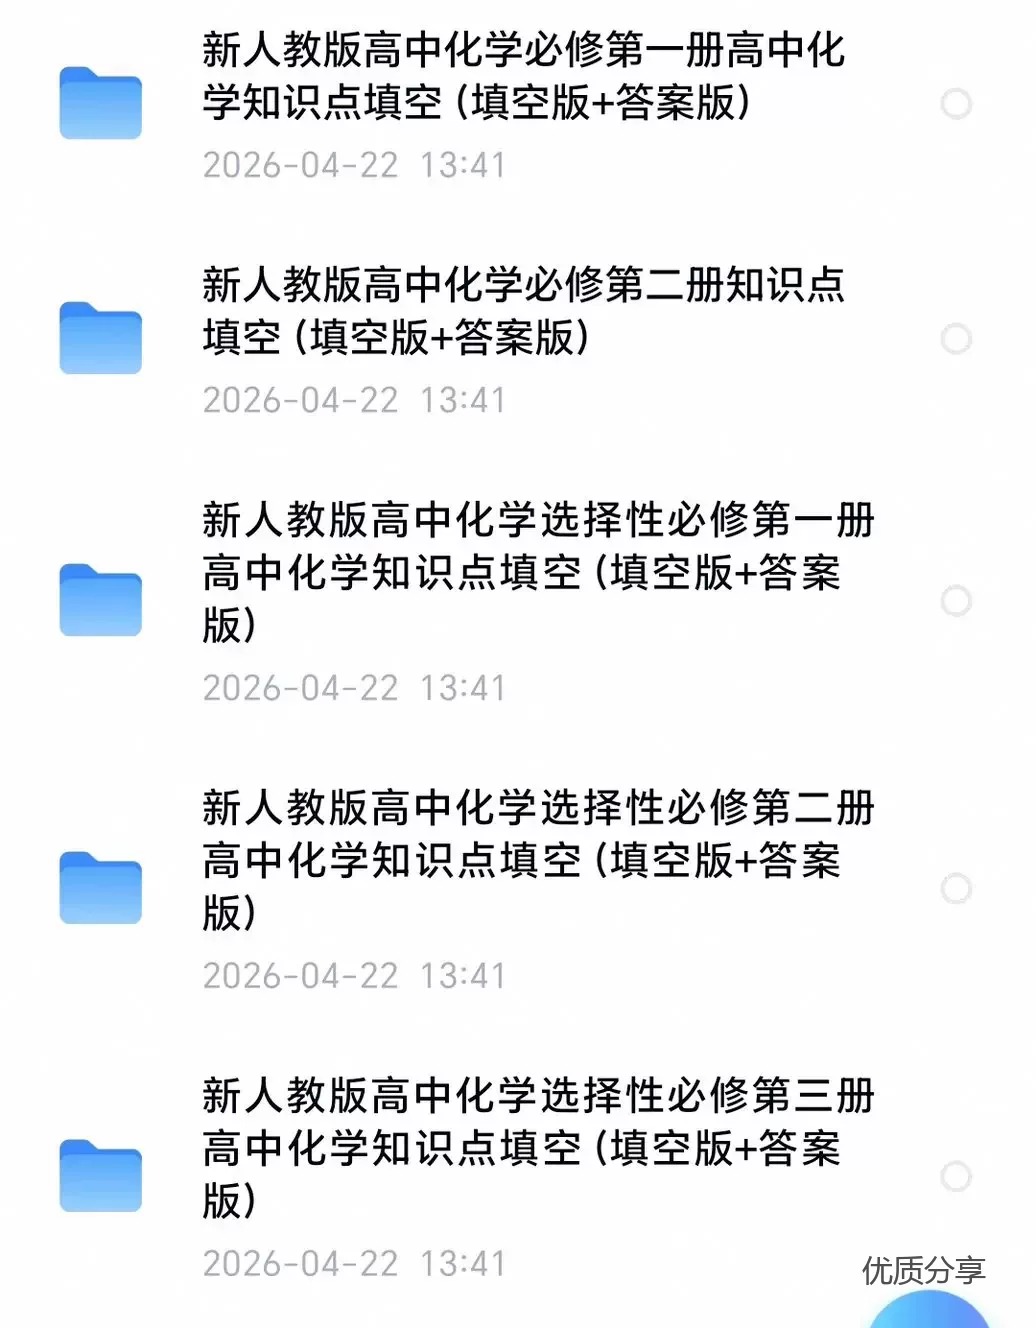 新人教版高中化学必修第一册高中化
学知识点填空(填空版+答案版)
2026-04-22 13:41
新人教版高中化学必修第二册知识点
填空(填空版+答案版)
2026-04-22 13:41
新人教版高中化学选择性必修第一册
高中化学知识点填空(填空版+答案
版)
2026-04-22 13:41
新人教版高中化学选择性必修第二册
高中化学知识点填空(填空版+答案
版)
2026-04-22 13:41
新人教版高中化学选择性必修第三册
高中化学知识点填空(填空版+答案
版)
2026-04-22 13:41
优质分享